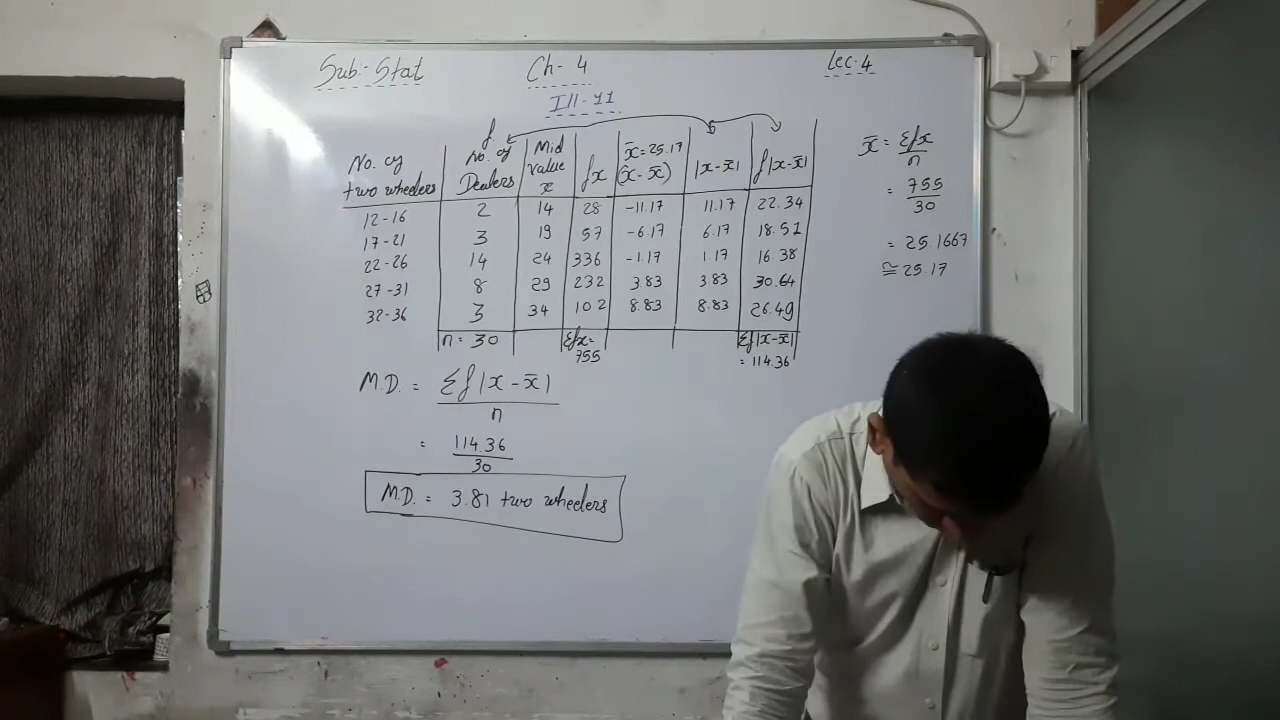 Sub:- Stat Ch- 4 Lec-4
Ill-11
f
No. of two wheelers | No. of Dealers | Mid value x | fx | x̄ = 25.17 (x - x̄) | |x-x̄| | f|x-x̄|
12-16 2 14 28 -11.17 11.17 22.34
17-21 3 19 57 -6.17 6.17 18.51
22-26 14 24 336 -1.17 1.17 16.38
27-31 8 29 232 3.83 3.83 30.64
32-36 3 34 102 8.83 8.83 26.49
n = 30 Σfx = 755 Σf|x-x̄| = 114.36
x̄ = Σfx / n
= 755 / 30
= 25.1667
≅ 25.17
M.D. = Σf|x-x̄| / n
= 114.36 / 30
M.D. = 3.81 two wheelers